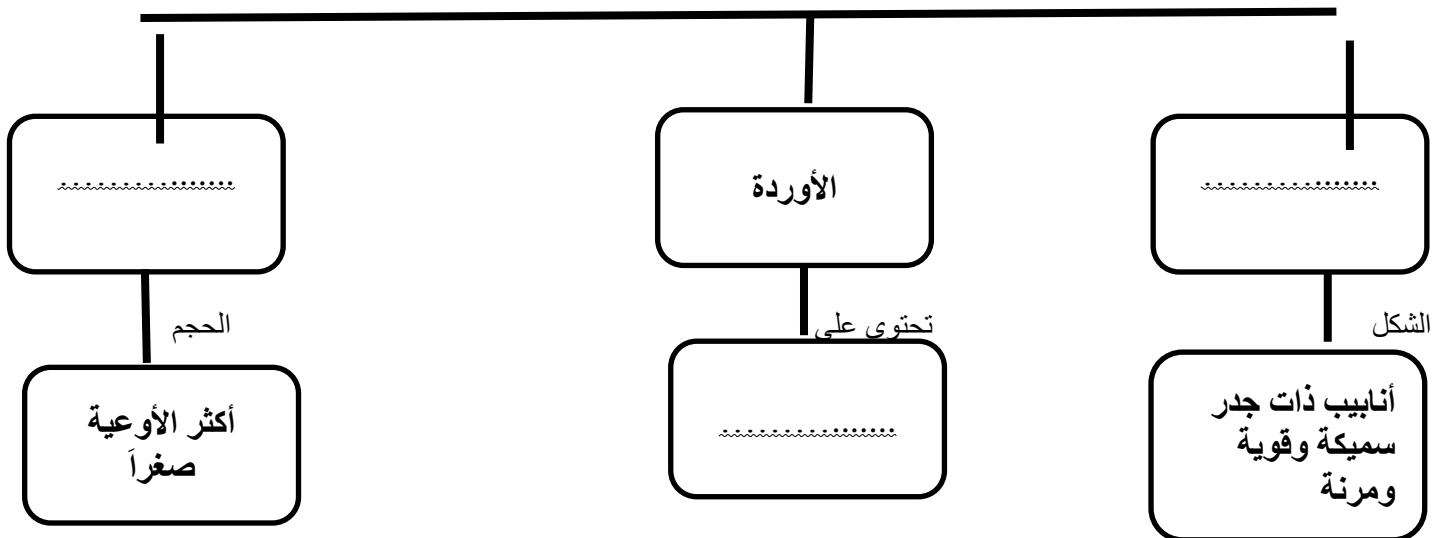 ................
الأوردة
................
الشكل
تحتوي على
الحجم
أنابيب ذات جدر
سميكة وقوية
ومرنة
................
أكثر الأوعية
صغراَ